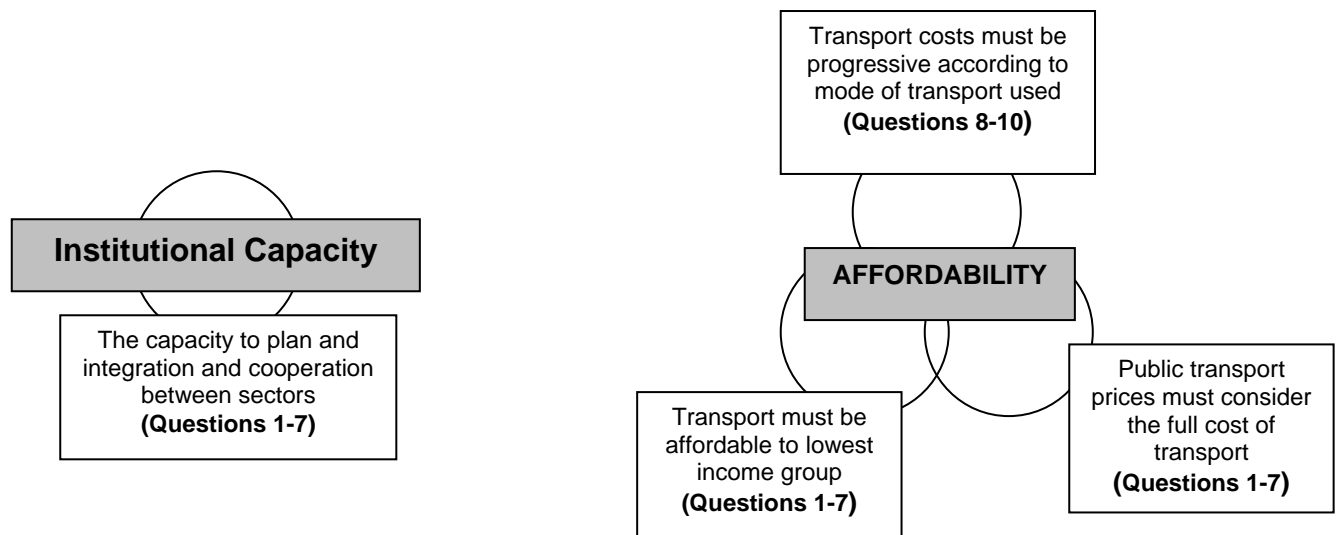 Institutional Capacity
The capacity to plan and
integration and cooperation
between sectors
(Questions 1-7)
Transport costs must be
progressive according to
mode of transport used
(Questions 8-10)
AFFORDABILITY
Transport must be
affordable to lowest
income group
(Questions 1-7)
Public transport
prices must consider
the full cost of
transport
(Questions 1-7)